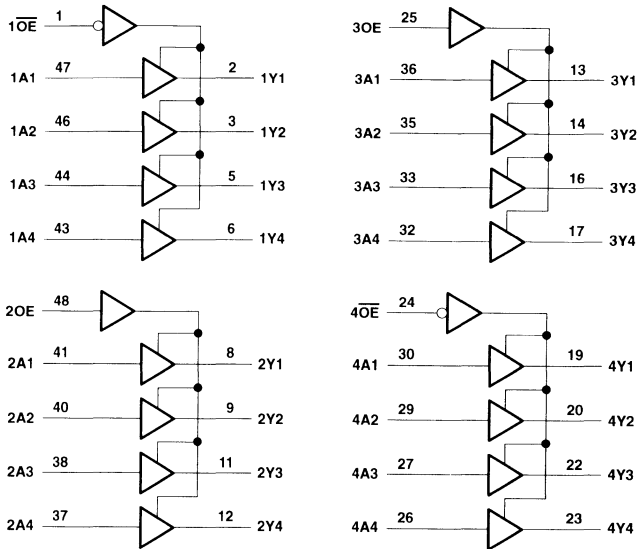 1O̅E̅ 1
1A1 47 2 1Y1
1A2 46 3 1Y2
1A3 44 5 1Y3
1A4 43 6 1Y4
2OE 48
2A1 41 8 2Y1
2A2 40 9 2Y2
2A3 38 11 2Y3
2A4 37 12 2Y4
3OE 25
3A1 36 13 3Y1
3A2 35 14 3Y2
3A3 33 16 3Y3
3A4 32 17 3Y4
4O̅E̅ 24
4A1 30 19 4Y1
4A2 29 20 4Y2
4A3 27 22 4Y3
4A4 26 23 4Y4